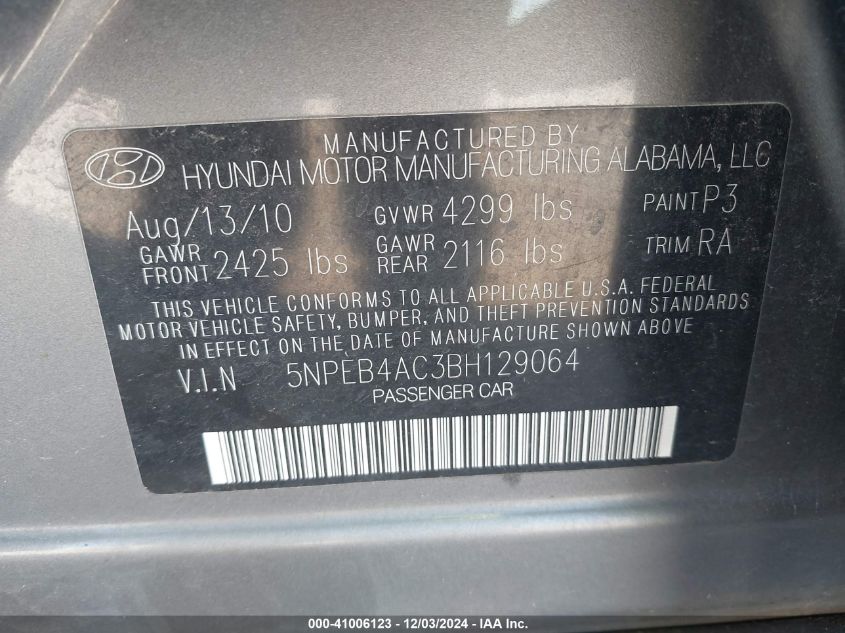 MANUFACTURED BY
HYUNDAI MOTOR MANUFACTURING ALABAMA, LLC
Aug/13/10 GVWR 4299 lbs PAINT P3
GAWR FRONT 2425 lbs GAWR REAR 2116 lbs TRIM RA
THIS VEHICLE CONFORMS TO ALL APPLICABLE U.S.A. FEDERAL
MOTOR VEHICLE SAFETY, BUMPER, AND THEFT PREVENTION STANDARDS
IN EFFECT ON THE DATE OF MANUFACTURE SHOWN ABOVE
V.I.N 5NPEB4AC3BH129064
PASSENGER CAR
000-41006123 - 12/03/2024 - IAA Inc.